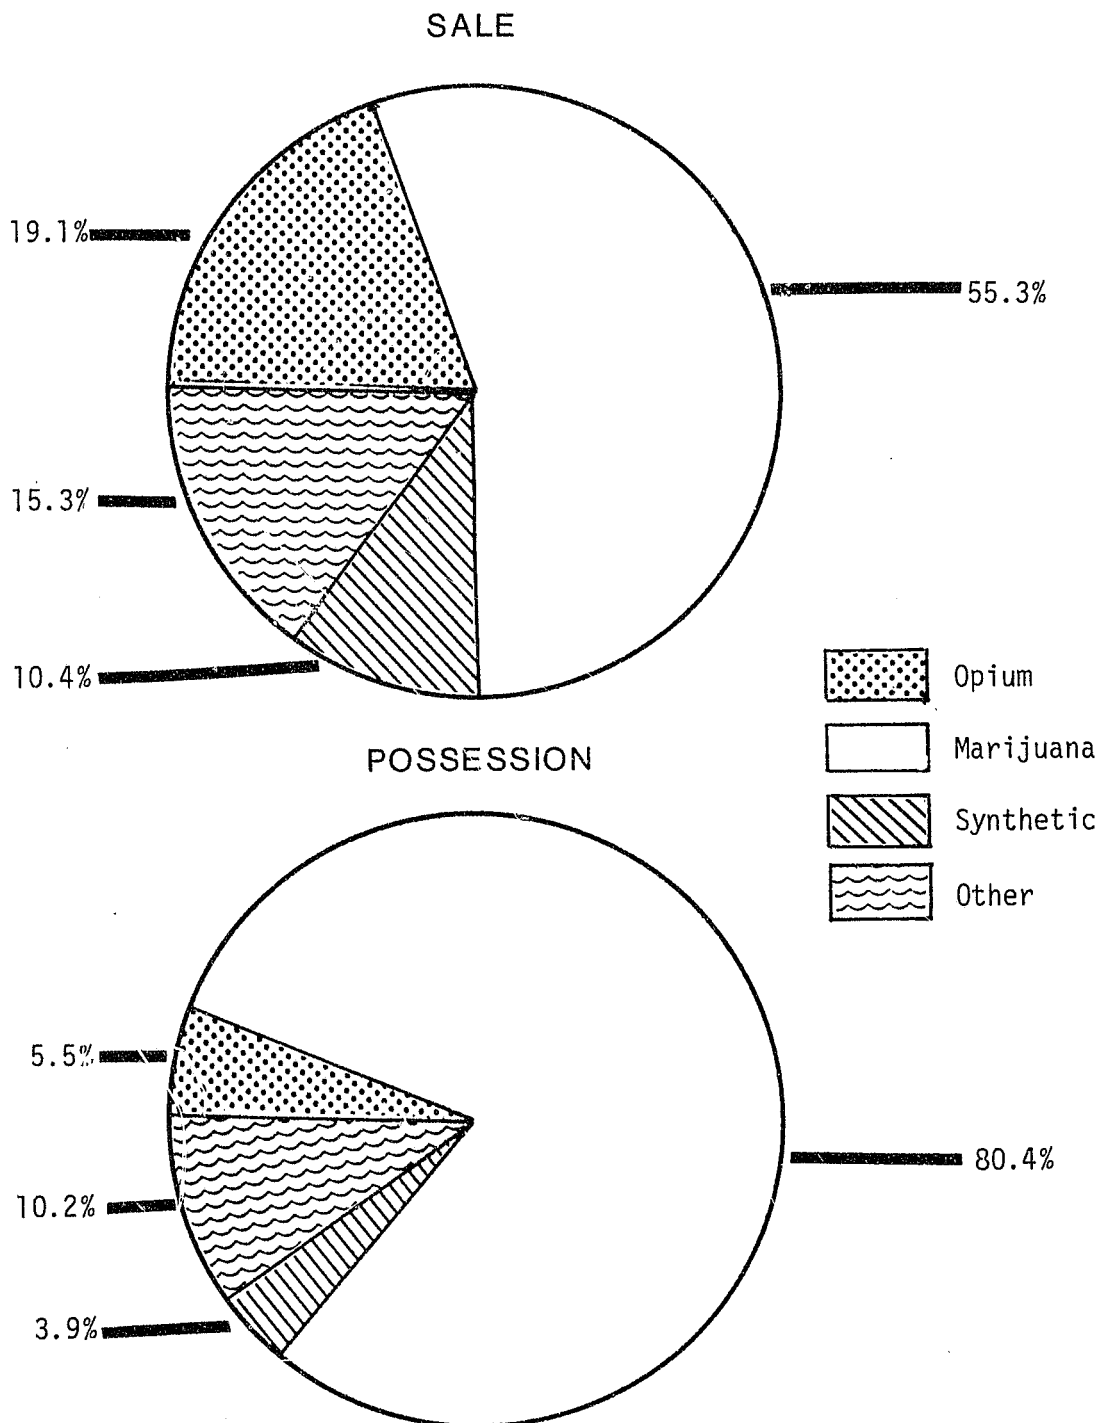 SALE
19.1%
55.3%
15.3%
10.4%
Opium
Marijuana
Synthetic
Other
POSSESSION
5.5%
80.4%
10.2%
3.9%